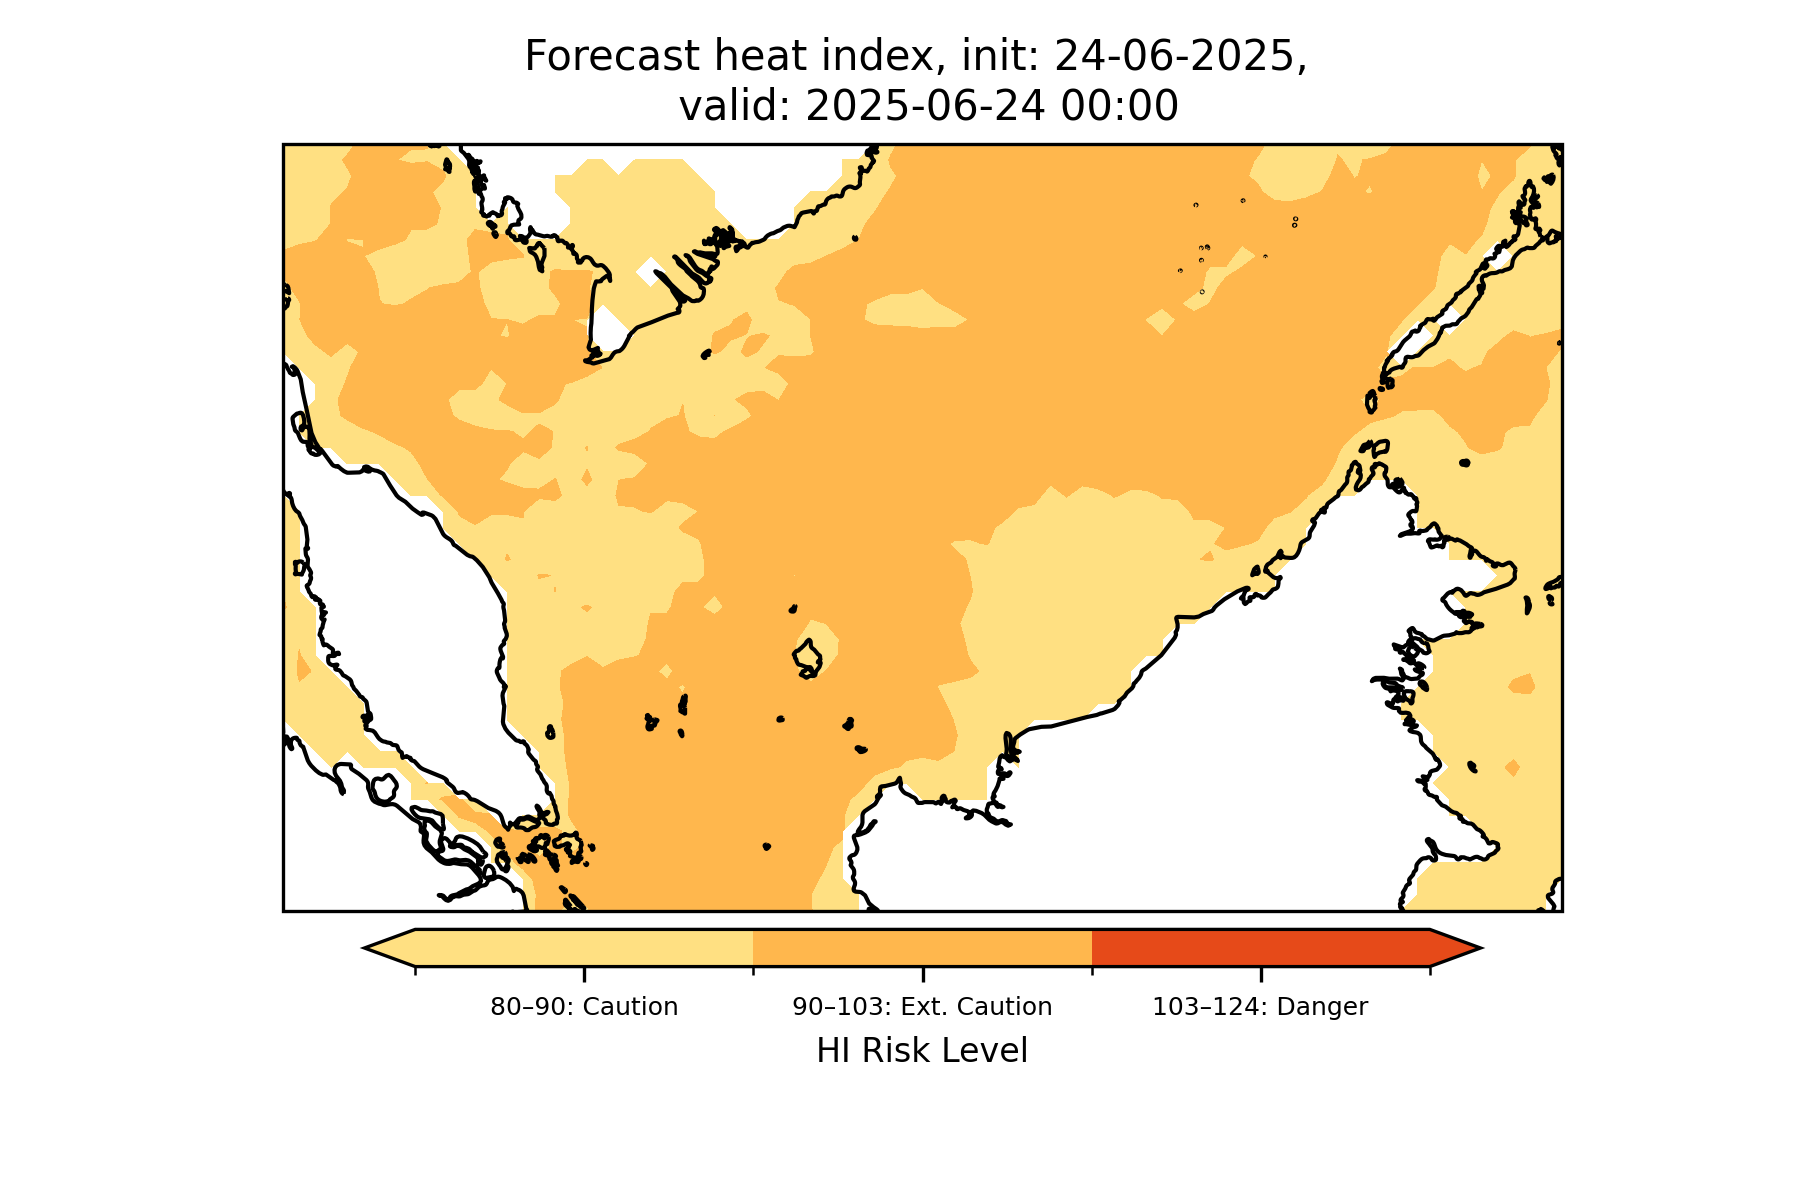 Forecast heat index, init: 24-06-2025,
valid: 2025-06-24 00:00
80–90: Caution
90–103: Ext. Caution
103–124: Danger
HI Risk Level